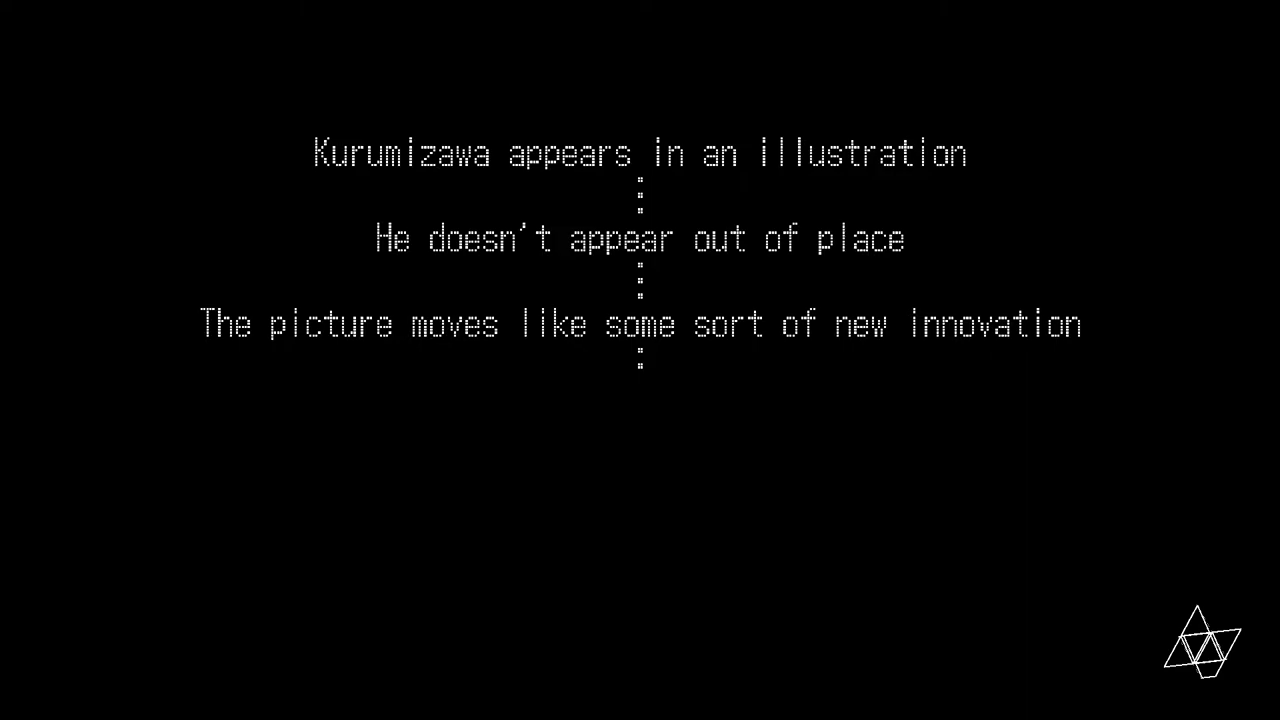 Kurumizawa appears in an illustration
He doesn't appear out of place
The picture moves like some sort of new innovation